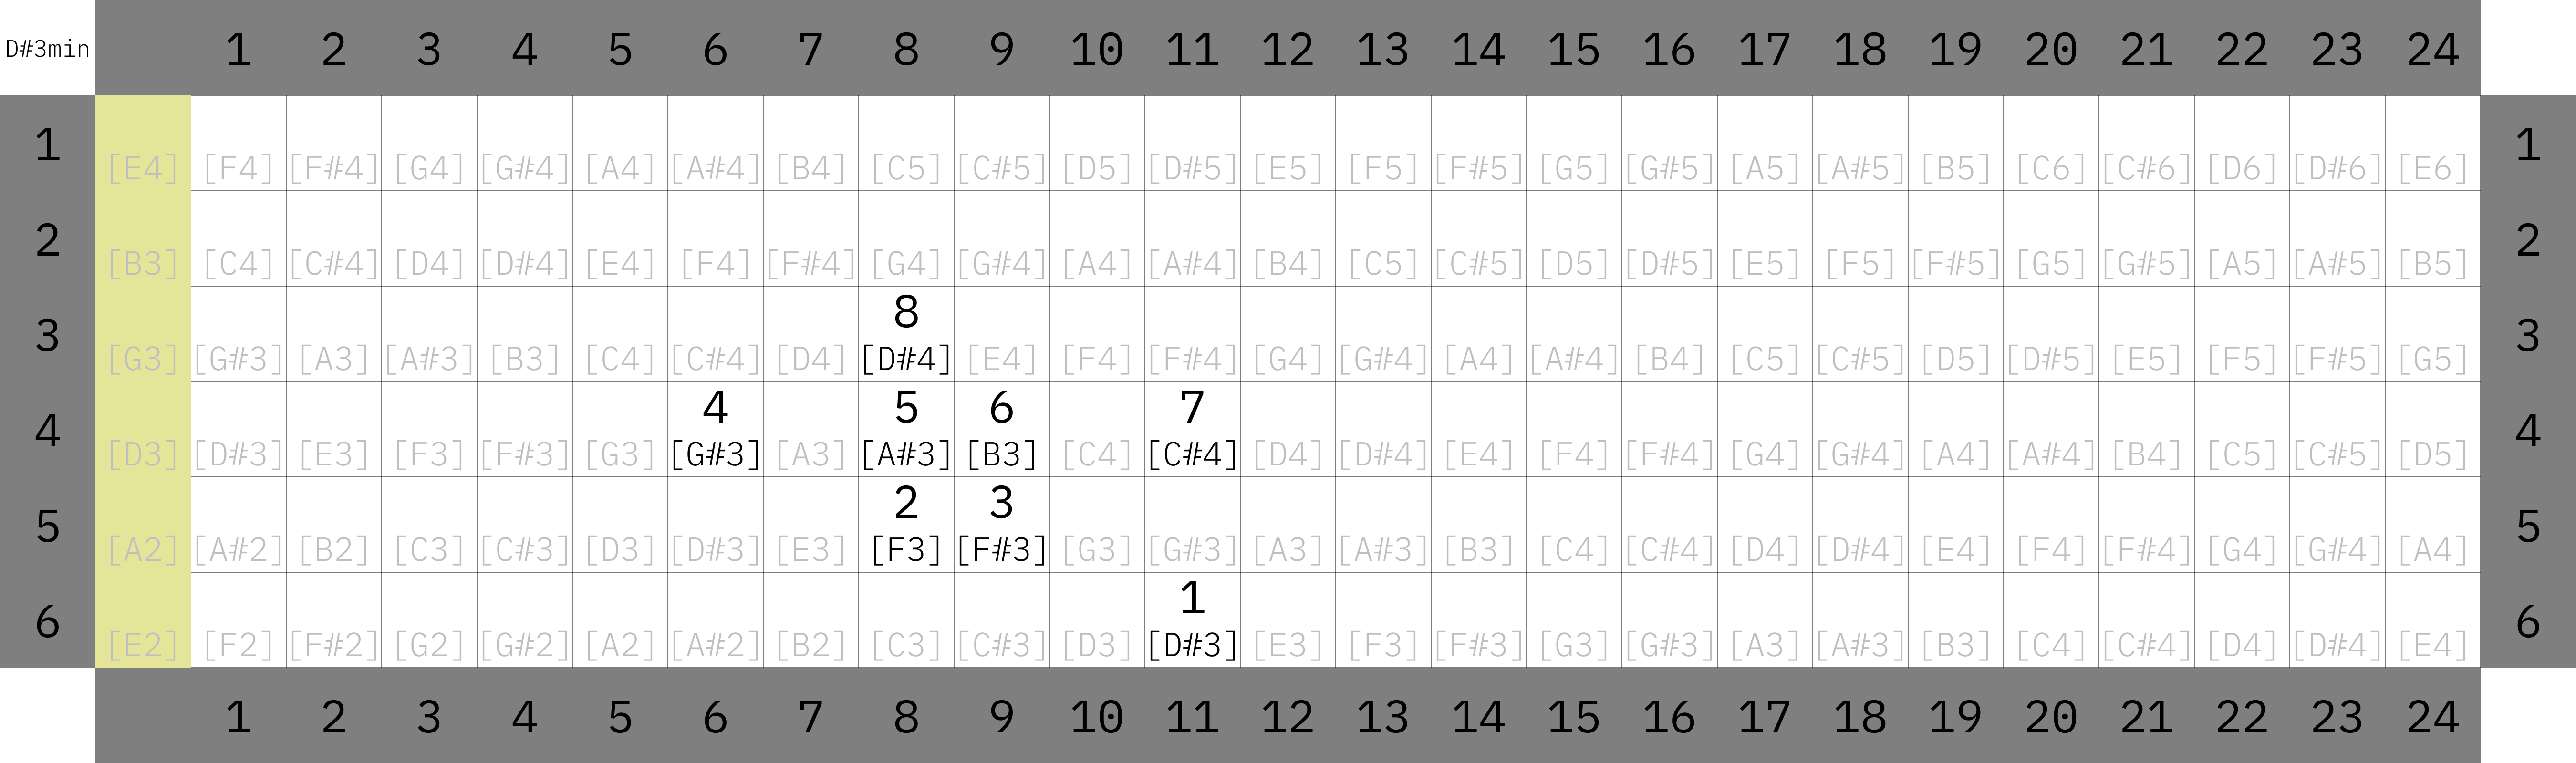 D#3min 1 2 3 4 5 6 7 8 9 10 11 12 13 14 15 16 17 18 19 20 21 22 23 24
1 1
[E4] [F4] [F#4] [G4] [G#4] [A4] [A#4] [B4] [C5] [C#5] [D5] [D#5] [E5] [F5] [F#5] [G5] [G#5] [A5] [A#5] [B5] [C6] [C#6] [D6] [D#6] [E6]
2 2
[B3] [C4] [C#4] [D4] [D#4] [E4] [F4] [F#4] [G4] [G#4] [A4] [A#4] [B4] [C5] [C#5] [D5] [D#5] [E5] [F5] [F#5] [G5] [G#5] [A5] [A#5] [B5]
3 8 3
[G3] [G#3] [A3] [A#3] [B3] [C4] [C#4] [D4] [D#4] [E4] [F4] [F#4] [G4] [G#4] [A4] [A#4] [B4] [C5] [C#5] [D5] [D#5] [E5] [F5] [F#5] [G5]
4 4 5 6 7 4
[D3] [D#3] [E3] [F3] [F#3] [G3] [G#3] [A3] [A#3] [B3] [C4] [C#4] [D4] [D#4] [E4] [F4] [F#4] [G4] [G#4] [A4] [A#4] [B4] [C5] [C#5] [D5]
5 2 3 5
[A2] [A#2] [B2] [C3] [C#3] [D3] [D#3] [E3] [F3] [F#3] [G3] [G#3] [A3] [A#3] [B3] [C4] [C#4] [D4] [D#4] [E4] [F4] [F#4] [G4] [G#4] [A4]
6 1 6
[E2] [F2] [F#2] [G2] [G#2] [A2] [A#2] [B2] [C3] [C#3] [D3] [D#3] [E3] [F3] [F#3] [G3] [G#3] [A3] [A#3] [B3] [C4] [C#4] [D4] [D#4] [E4]
1 2 3 4 5 6 7 8 9 10 11 12 13 14 15 16 17 18 19 20 21 22 23 24